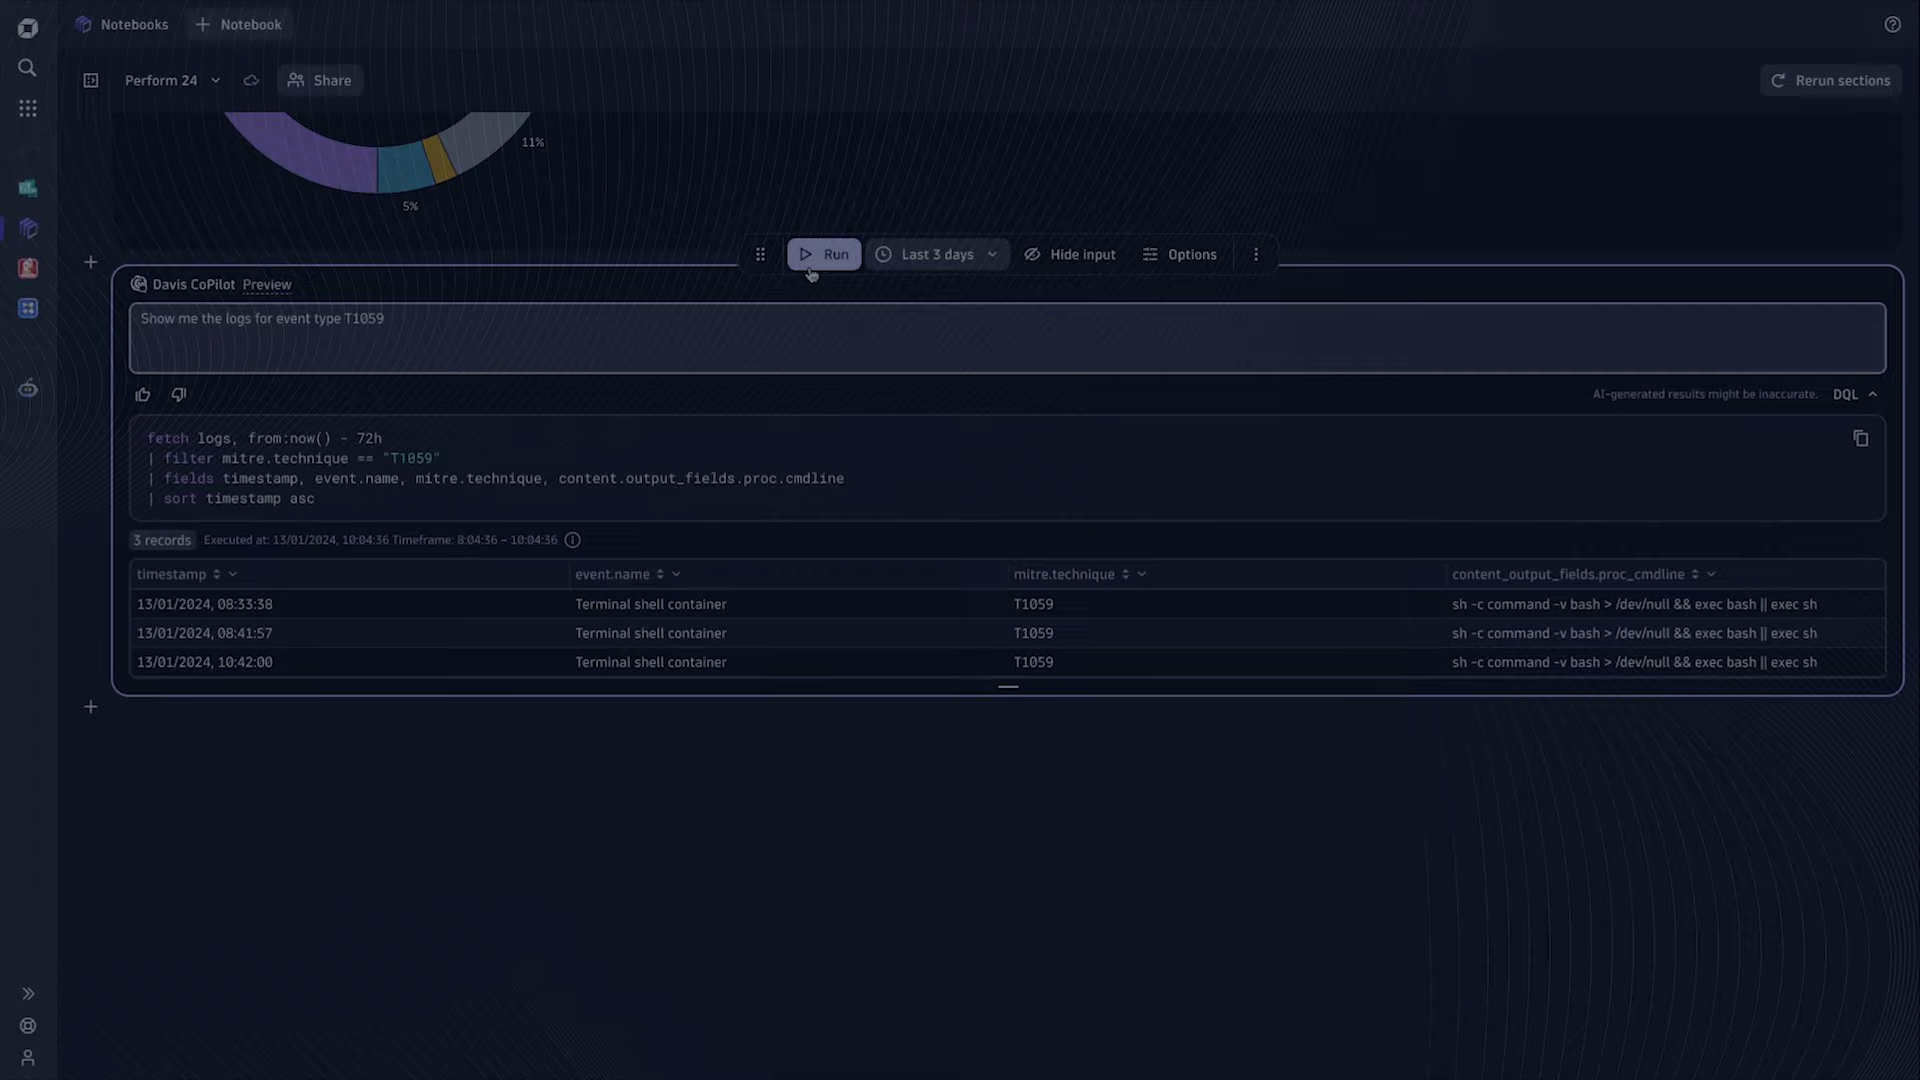 Notebooks
Notebook
Perform 24
Share
Rerun sections
11%
5%
Run
Last 3 days
Hide input
Options
Davis CoPilot Preview
Show me the logs for event type T1059
AI-generated results might be inaccurate.
DQL
fetch logs, from:now() - 72h
| filter mitre.technique == "T1059"
| fields timestamp, event.name, mitre.technique, content.output_fields.proc.cmdline
| sort timestamp asc
3 records Executed at: 13/01/2024, 10:04:36 Timeframe: 8:04:36 – 10:04:36
timestamp event.name mitre.technique content_output_fields.proc_cmdline
13/01/2024, 08:33:38 Terminal shell container T1059 sh -c command -v bash > /dev/null && exec bash || exec sh
13/01/2024, 08:41:57 Terminal shell container T1059 sh -c command -v bash > /dev/null && exec bash || exec sh
13/01/2024, 10:42:00 Terminal shell container T1059 sh -c command -v bash > /dev/null && exec bash || exec sh